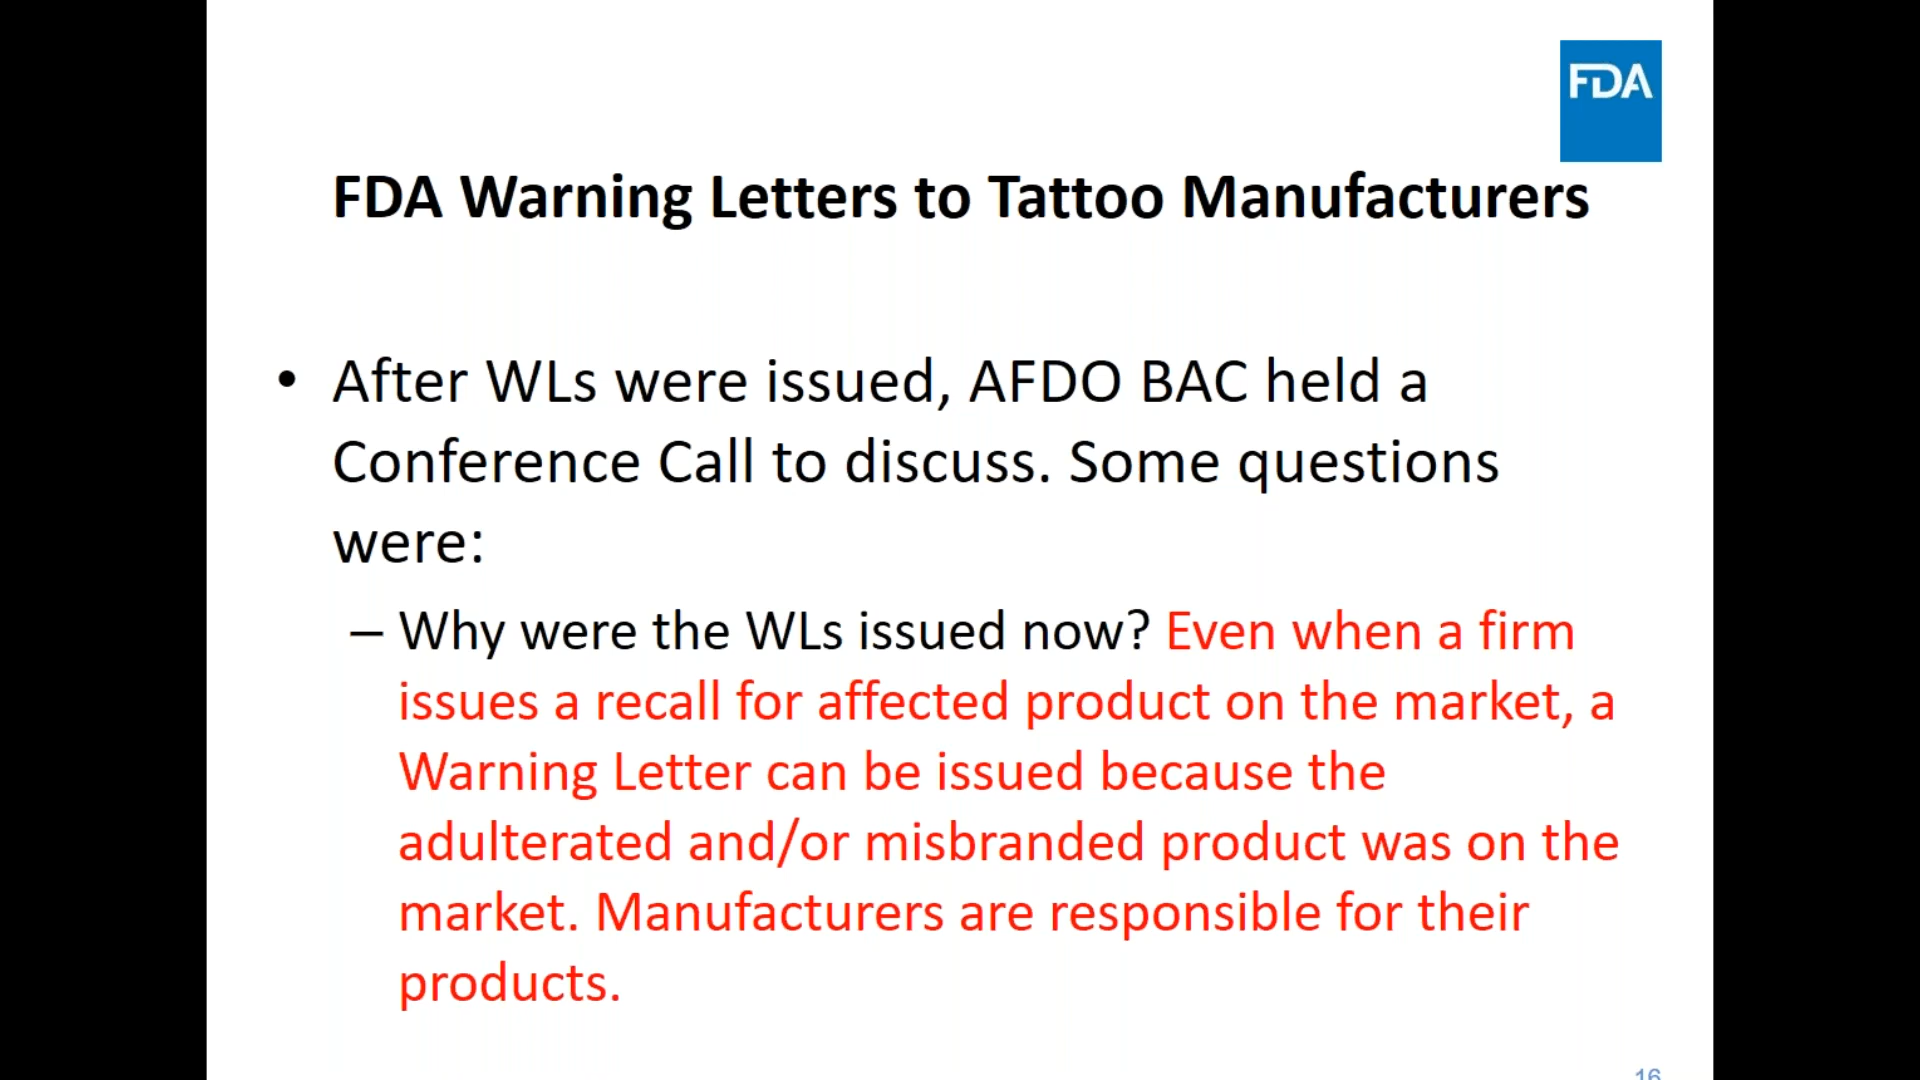 FDA
FDA Warning Letters to Tattoo Manufacturers
• After WLs were issued, AFDO BAC held a
Conference Call to discuss. Some questions
were:
– Why were the WLs issued now? Even when a firm
issues a recall for affected product on the market, a
Warning Letter can be issued because the
adulterated and/or misbranded product was on the
market. Manufacturers are responsible for their
products.
16